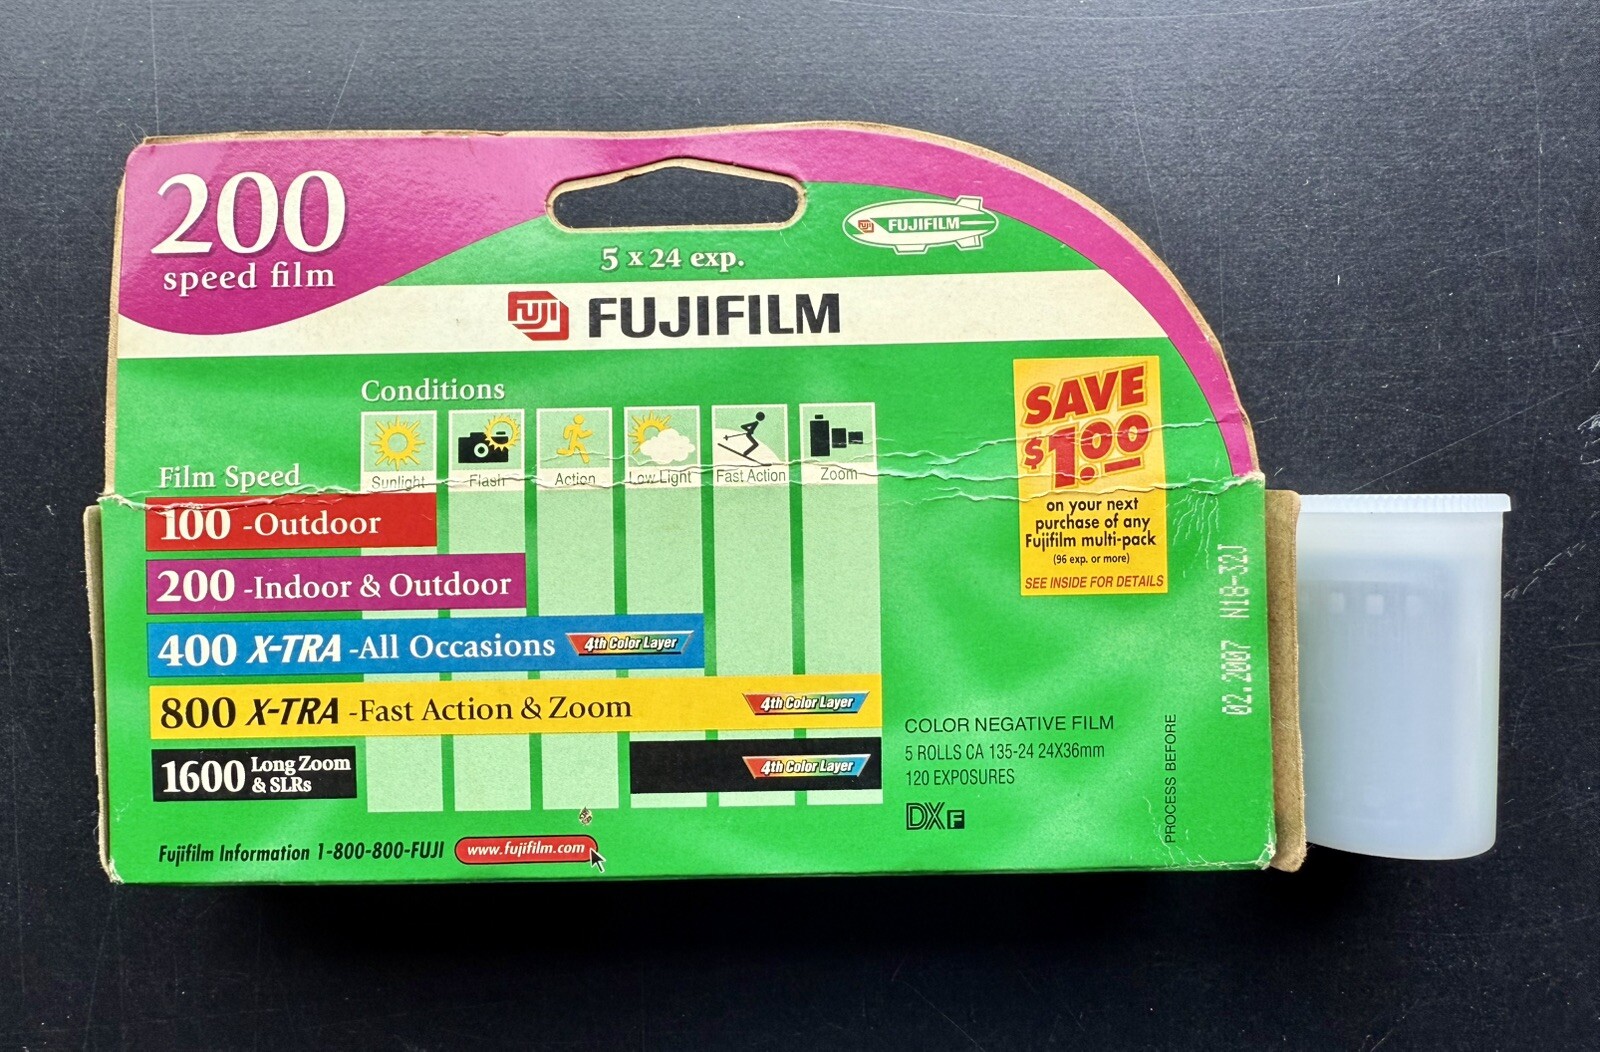 200
speed film
5 x 24 exp.
FUJI FUJIFILM
FUJI FUJIFILM
Conditions
Sunlight Flash Action Low Light Fast Action Zoom
Film Speed
100 -Outdoor
200 -Indoor & Outdoor
400 X-TRA -All Occasions 4th Color Layer
800 X-TRA -Fast Action & Zoom 4th Color Layer
1600 Long Zoom
& SLRs
4th Color Layer
Fujifilm Information 1-800-800-FUJI www.fujifilm.com
SAVE
$1.00
on your next
purchase of any
Fujifilm multi-pack
(96 exp. or more)
SEE INSIDE FOR DETAILS
COLOR NEGATIVE FILM
5 ROLLS CA 135-24 24X36mm
120 EXPOSURES
DX F
PROCESS BEFORE
02.2007 N18-32J